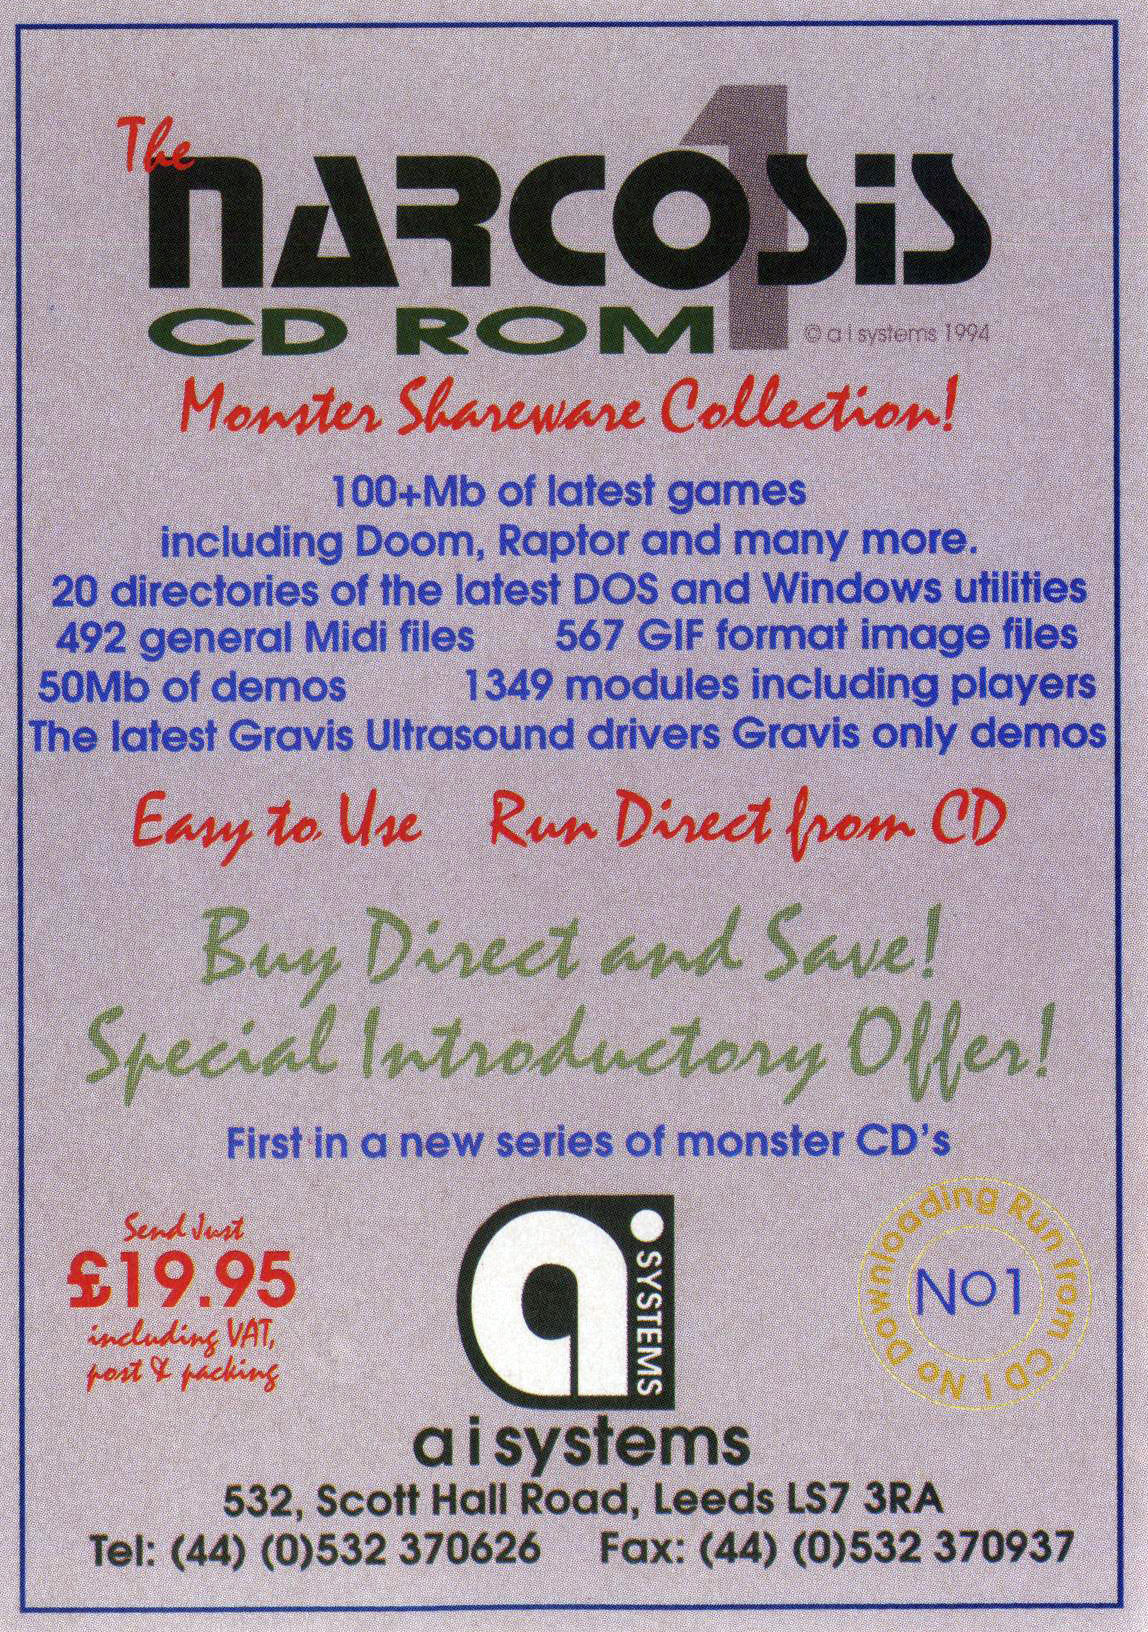 The
NARCOSiS 1
CD ROM
© a i systems 1994
Monster Shareware Collection!
100+Mb of latest games
including Doom, Raptor and many more.
20 directories of the latest DOS and Windows utilities
492 general Midi files 567 GIF format image files
50Mb of demos 1349 modules including players
The latest Gravis Ultrasound drivers Gravis only demos
Easy to Use Run Direct from CD
Buy Direct and Save!
Special Introductory Offer!
First in a new series of monster CD's
Send Just
£19.95
including VAT,
post & packing
ai SYSTEMS
No Downloading Run from CD
No1
a i systems
532, Scott Hall Road, Leeds LS7 3RA
Tel: (44) (0)532 370626 Fax: (44) (0)532 370937